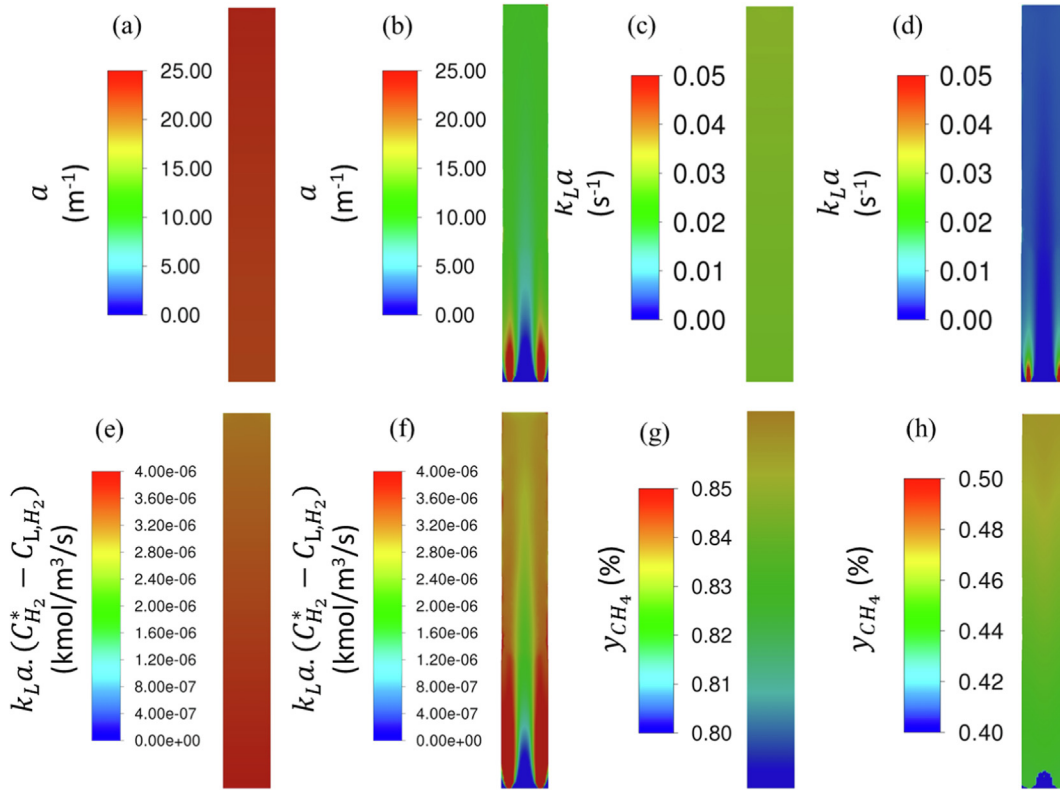 (a)
25.00
20.00
15.00
10.00
5.00
0.00
a
(m⁻¹)
(b)
25.00
20.00
15.00
10.00
5.00
0.00
a
(m⁻¹)
(c)
0.05
0.04
0.03
0.02
0.01
0.00
k_L a
(s⁻¹)
(d)
0.05
0.04
0.03
0.02
0.01
0.00
k_L a
(s⁻¹)
(e)
4.00e-06
3.60e-06
3.20e-06
2.80e-06
2.40e-06
2.00e-06
1.60e-06
1.20e-06
8.00e-07
4.00e-07
0.00e+00
k_L a. (C*_H₂ − C_L,H₂)
(kmol/m³/s)
(f)
4.00e-06
3.60e-06
3.20e-06
2.80e-06
2.40e-06
2.00e-06
1.60e-06
1.20e-06
8.00e-07
4.00e-07
0.00e+00
k_L a. (C*_H₂ − C_L,H₂)
(kmol/m³/s)
(g)
0.85
0.84
0.83
0.82
0.81
0.80
y_CH₄ (%)
(h)
0.50
0.48
0.46
0.44
0.42
0.40
y_CH₄ (%)